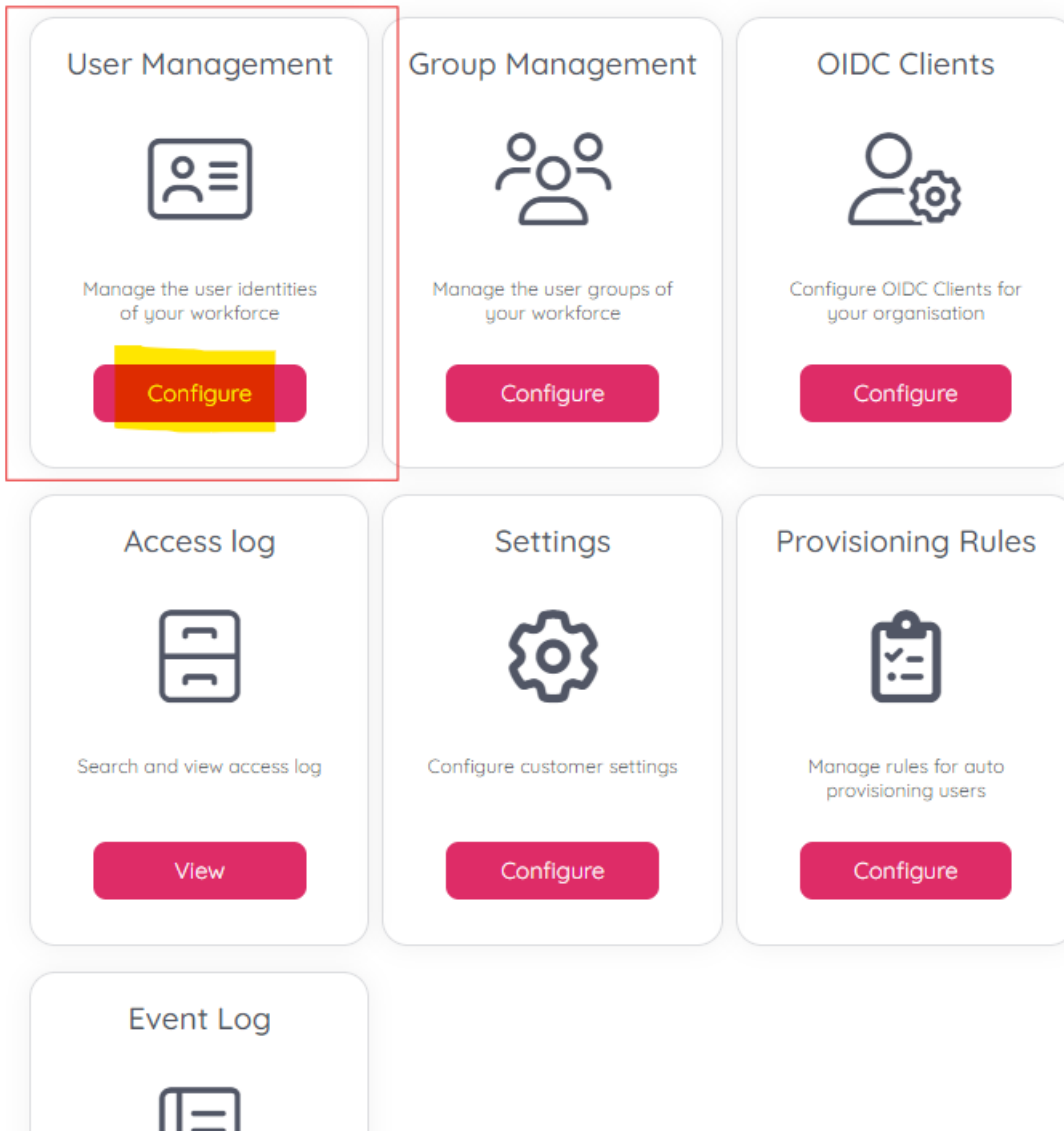 User Management
Group Management
OIDC Clients
Manage the user identities
of your workforce
Manage the user groups of
your workforce
Configure OIDC Clients for
your organisation
Configure
Configure
Configure
Access log
Settings
Provisioning Rules
Search and view access log
Configure customer settings
Manage rules for auto
provisioning users
View
Configure
Configure
Event Log